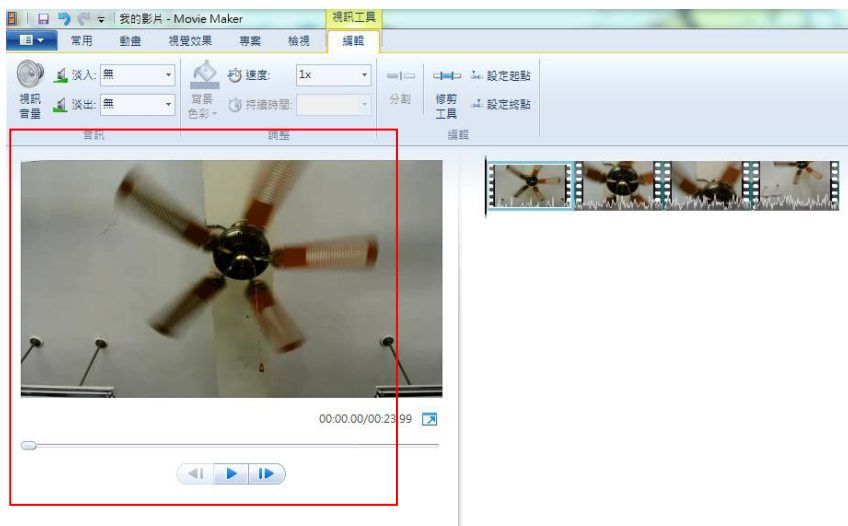 我的影片 - Movie Maker
視訊工具
常用 動畫 視覺效果 專案 檢視 編輯
視訊音量
淡入: 無
淡出: 無
音訊
背景色彩
速度: 1x
持續時間:
調整
分割
修剪工具
設定起點
設定終點
編輯
00:00.00/00:23.99